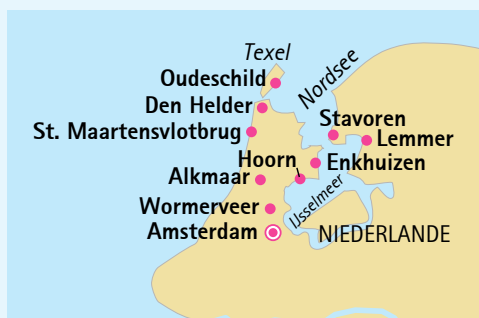 Texel
Nordsee
Oudeschild
Den Helder
Stavoren
St. Maartensvlotbrug
Lemmer
Hoorn
Enkhuizen
Alkmaar
IJsselmeer
Wormerveer
Amsterdam
NIEDERLANDE